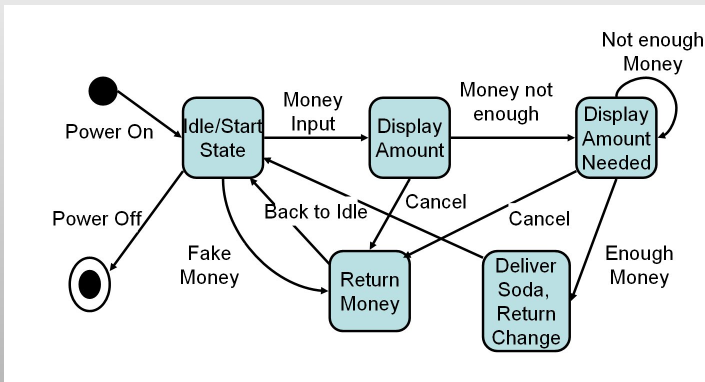 Not enough
Money
Money not
enough
Money
Input
Power On
Idle/Start
State
Display
Amount
Display
Amount
Needed
Power Off
Back to Idle
Cancel
Cancel
Fake
Money
Return
Money
Deliver
Soda,
Return
Change
Enough
Money